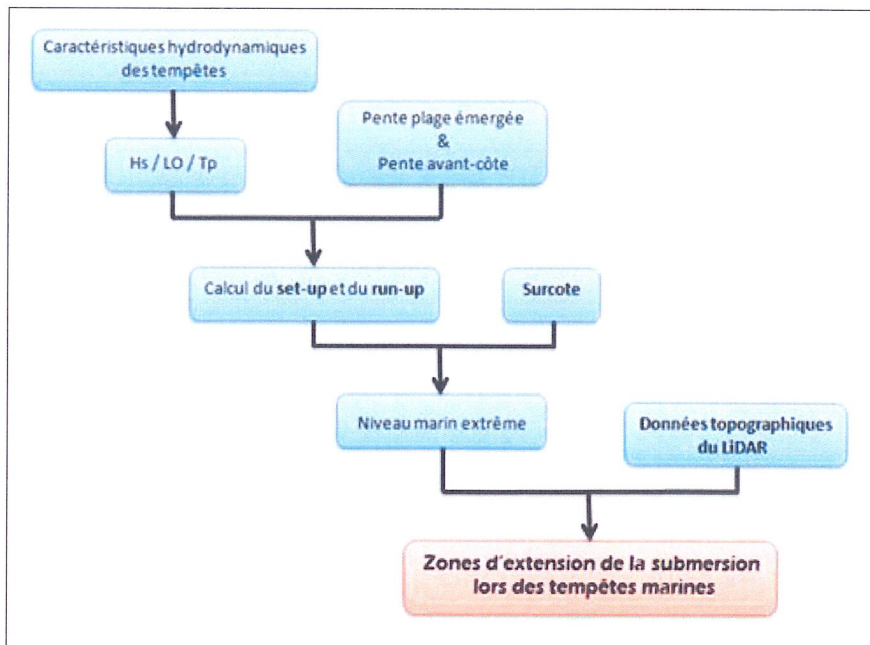 Caractéristiques hydrodynamiques
des tempêtes
Pente plage émergée
&
Pente avant-côte
Hs / LO / Tp
Calcul du set-up et du run-up
Surcote
Niveau marin extrême
Données topographiques
du LiDAR
Zones d'extension de la submersion
lors des tempêtes marines